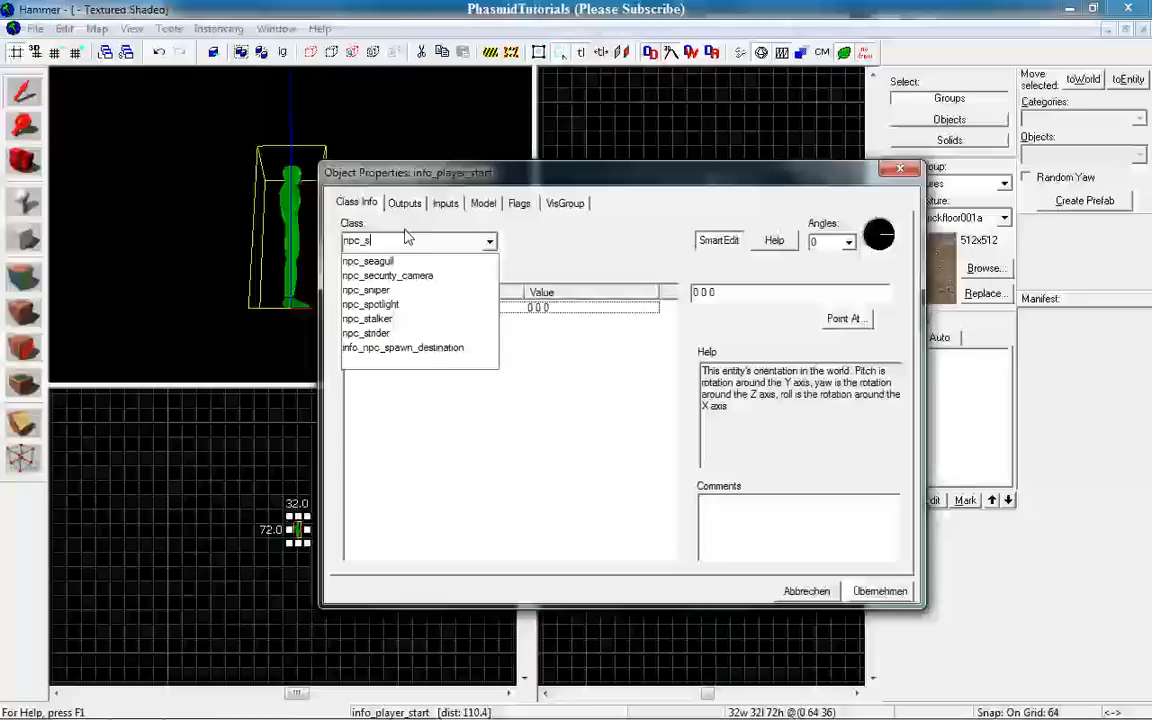 Hammer - [ - Textured Shaded]
PhasmidTutorials (Please Subscribe)
File Edit Map View Tools Instancing Window Help
Select:
Groups
Objects
Solids
Move selected:
toWorld
toEntity
Categories:
Objects:
Random Yaw
Create Prefab
Manifest:
512x512
Browse...
Replace...
Auto
Mark
Object Properties: info_player_start
Class Info Outputs Inputs Model Flags VisGroup
Class:
npc_s
npc_seagull
npc_security_camera
npc_sniper
npc_spotlight
npc_stalker
npc_strider
info_npc_spawn_destination
Value
0 0 0
SmartEdit
Help
Angles:
0
0 0 0
Point At...
Help
This entity's orientation in the world. Pitch is
rotation around the Y axis, yaw is the rotation
around the Z axis, roll is the rotation around the
X axis
Comments
Abbrechen
Übernehmen
32.0
72.0
For Help, press F1
info_player_start [dist: 110.4]
32w 32l 72h @(0 64 36)
Snap: On Grid: 64
<->